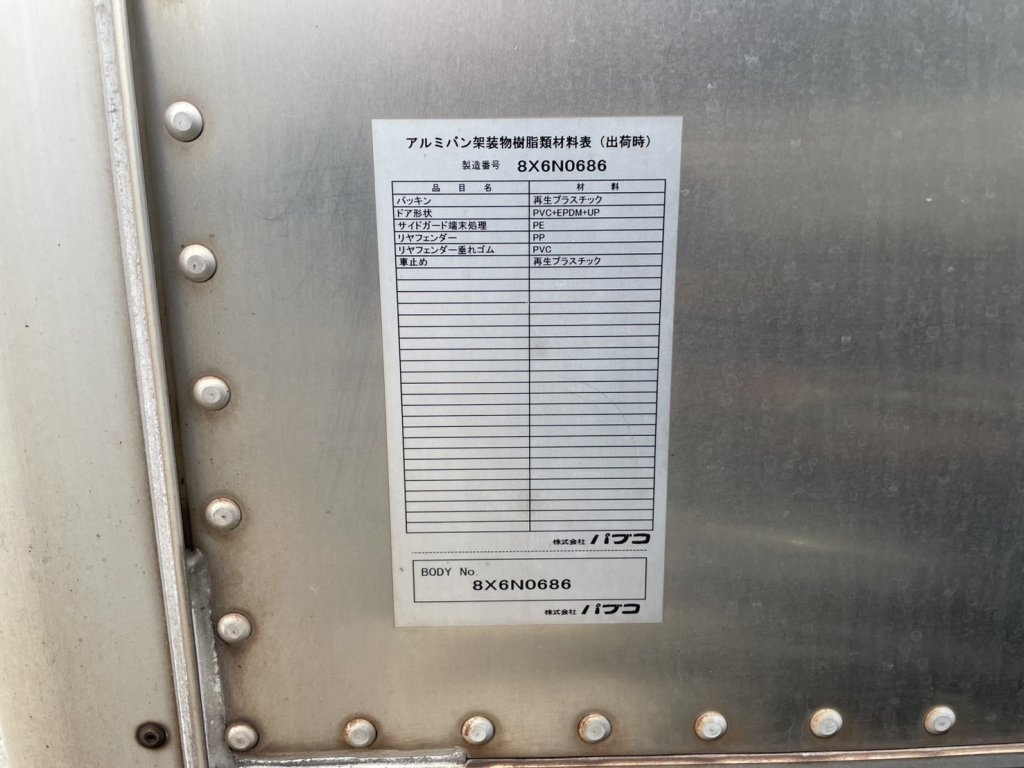 アルミバン架装物樹脂類材料表（出荷時）
製造番号 8X6N0686
品目名 材料
パッキン 再生プラスチック
ドア形状 PVC+EPDM+UP
サイドガード端末処理 PE
リヤフェンダー PP
リヤフェンダー垂れゴム PVC
車止め 再生プラスチック
株式会社 パブコ
BODY No.
8X6N0686
株式会社 パブコ